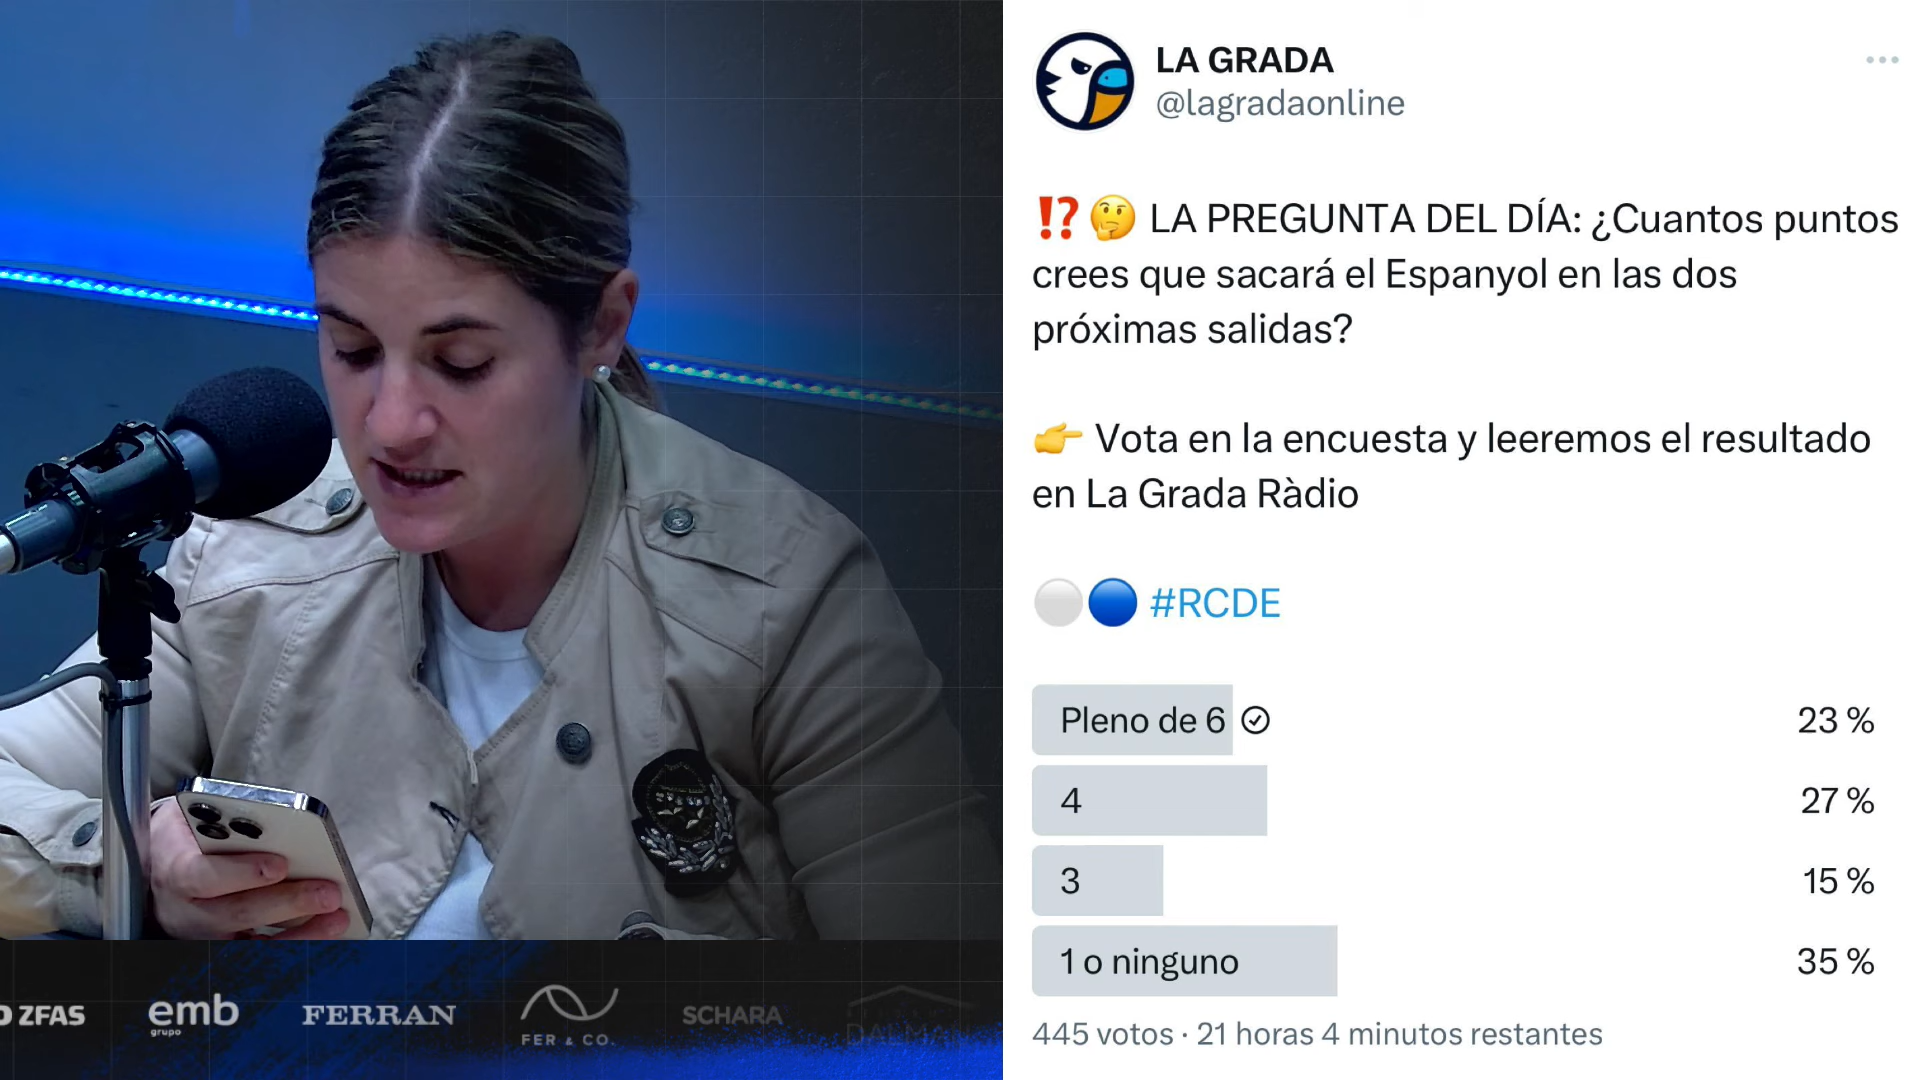 LA GRADA
@lagradaonline
⁉️🤔 LA PREGUNTA DEL DÍA: ¿Cuantos puntos
crees que sacará el Espanyol en las dos
próximas salidas?
👉 Vota en la encuesta y leeremos el resultado
en La Grada Ràdio
⚪🔵 #RCDE
Pleno de 6
23 %
4
27 %
3
15 %
1 o ninguno
35 %
445 votos · 21 horas 4 minutos restantes
ZFAS
emb
grupo
FERRAN
FER & CO.
SCHARA